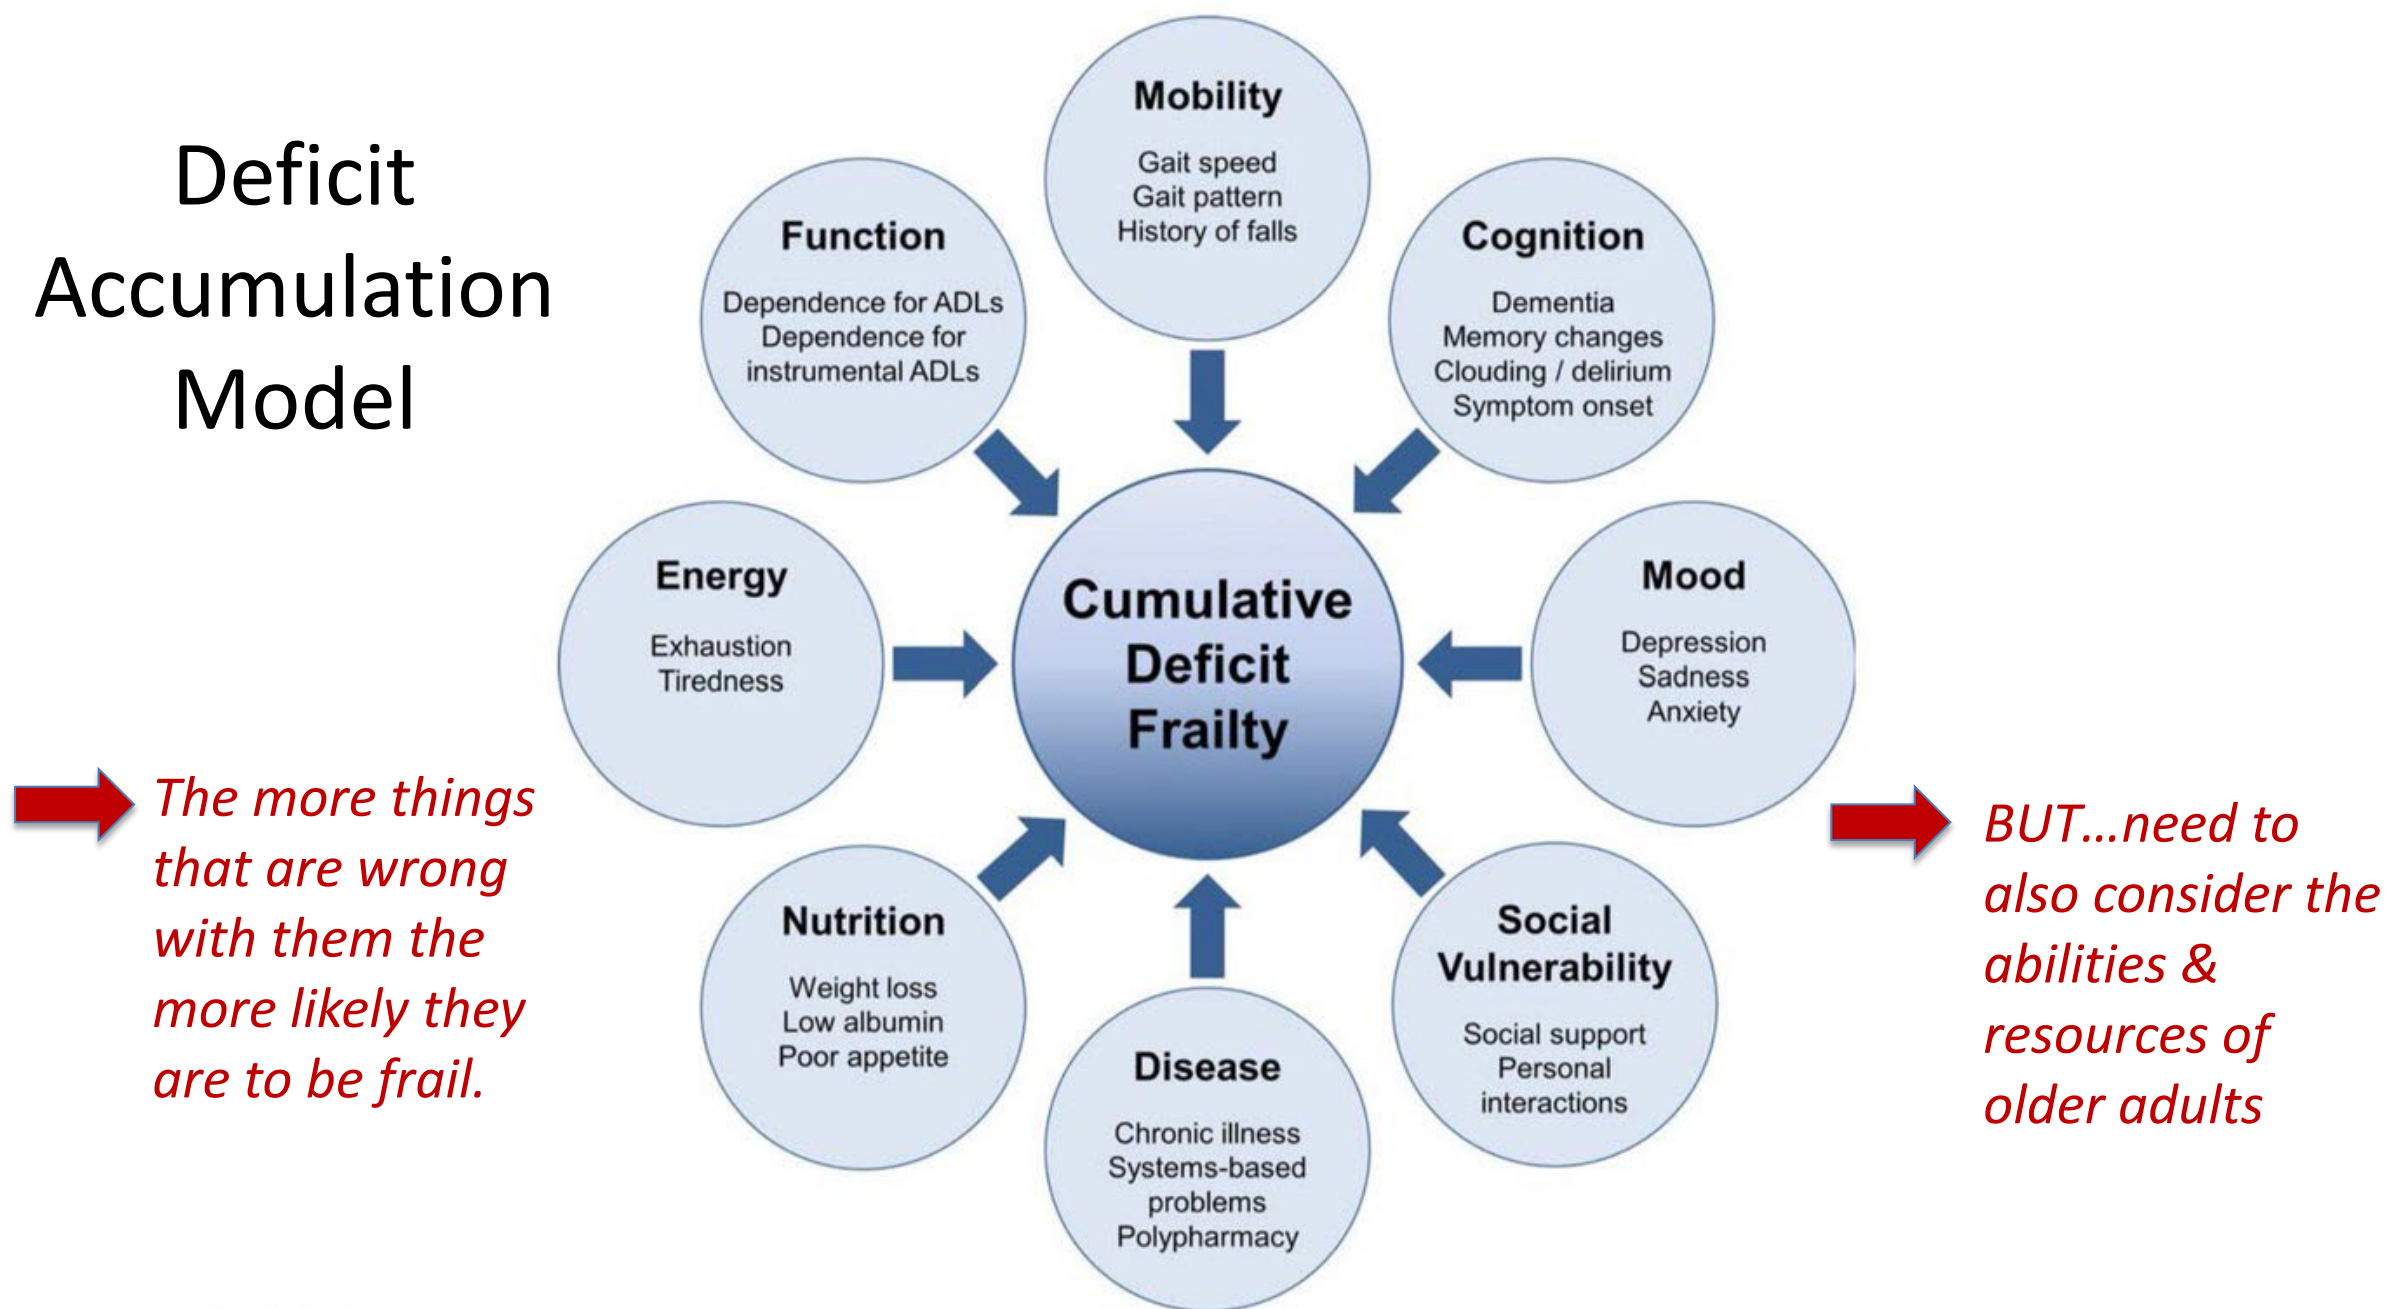 Deficit
Accumulation
Model
Mobility
Gait speed
Gait pattern
History of falls
Function
Dependence for ADLs
Dependence for
instrumental ADLs
Cognition
Dementia
Memory changes
Clouding / delirium
Symptom onset
Energy
Exhaustion
Tiredness
Cumulative
Deficit
Frailty
Mood
Depression
Sadness
Anxiety
The more things
that are wrong
with them the
more likely they
are to be frail.
BUT...need to
also consider the
abilities &
resources of
older adults
Nutrition
Weight loss
Low albumin
Poor appetite
Social
Vulnerability
Social support
Personal
interactions
Disease
Chronic illness
Systems-based
problems
Polypharmacy